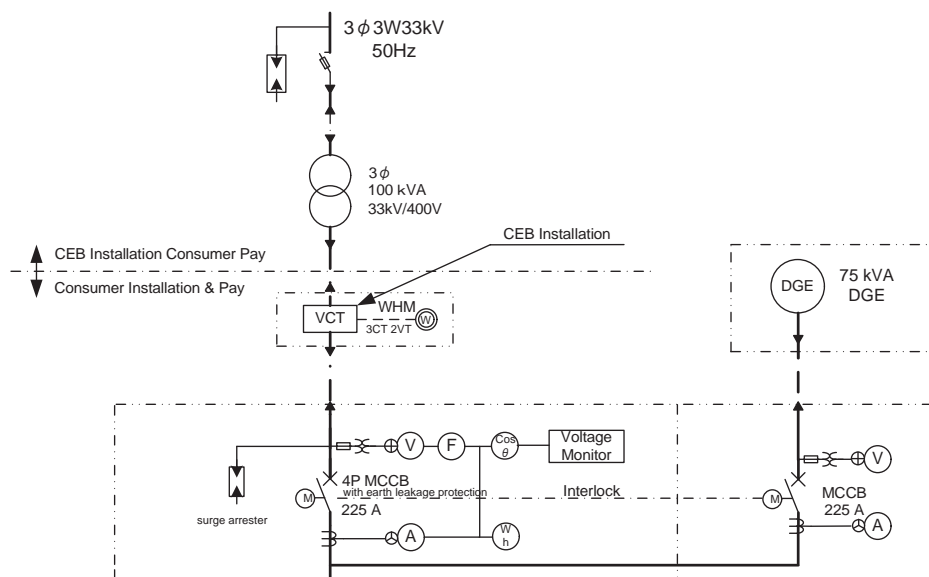 3φ3W33kV
50Hz
3φ
100 kVA
33kV/400V
CEB Installation
CEB Installation Consumer Pay
Consumer Installation & Pay
DGE
75 kVA
DGE
VCT
WHM
W
3CT 2VT
V
F
Cos
θ
Voltage
Monitor
V
4P MCCB
with earth leakage protection
225 A
M
Interlock
M
MCCB
225 A
surge arrester
A
W
h
A